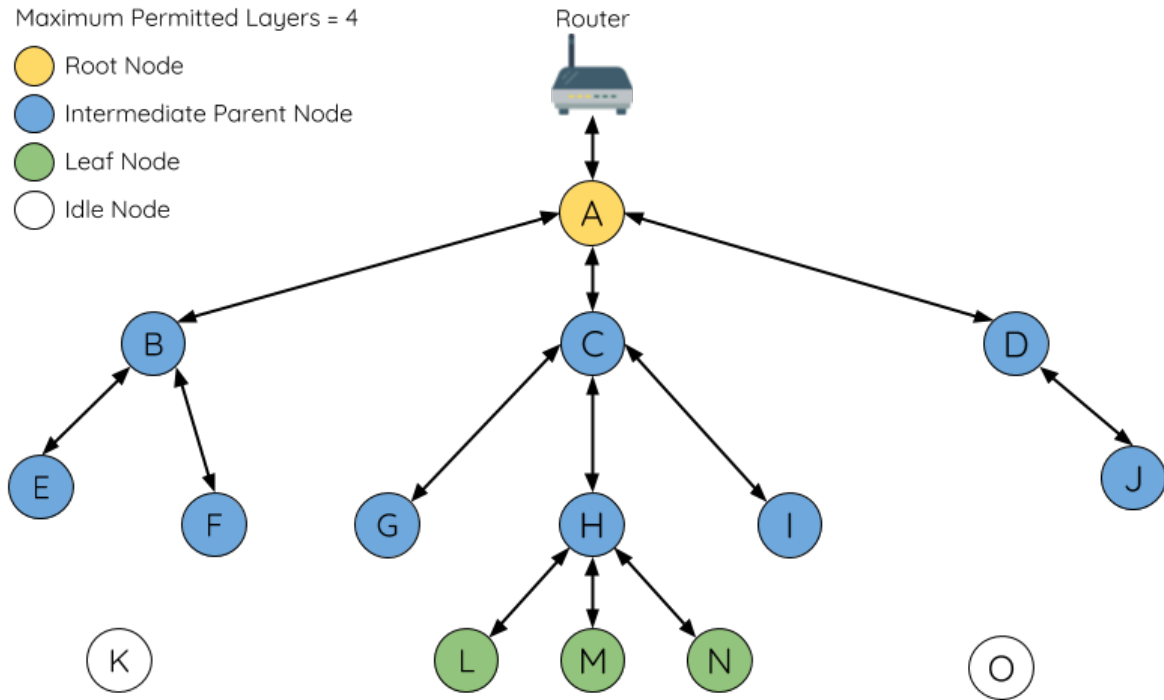 Maximum Permitted Layers = 4
Router
Root Node
Intermediate Parent Node
Leaf Node
Idle Node
A
B
C
D
E
F
G
H
I
J
K
L
M
N
O